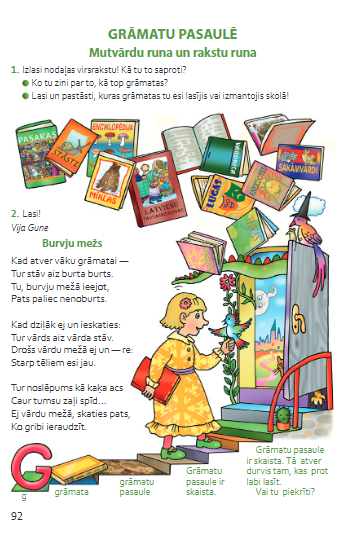 GRĀMATU PASAULĒ
Mutvārdu runa un rakstu runa
1. Izlasi nodaļas virsrakstu! Kā tu to saproti?
● Ko tu zini par to, kā top grāmatas?
● Lasi un pastāsti, kuras grāmatas tu esi lasījis vai izmantojis skolā!
PASAKAS
STĀSTI
ENCIKLOPĒDIJA
MĪKLAS
LATVIEŠU
LUGAS
SAKĀMVĀRDI
2. Lasi!
Vija Gune
Burvju mežs
Kad atver vāku grāmatai —
Tur stāv aiz burta burts.
Tu, burvju mežā ieejot,
Pats paliec nenoburts.
Kad dziļāk ej un ieskaties:
Tur vārds aiz vārda stāv.
Drošs vārdu mežā ej un — re:
Starp tēliem esi jau.
Tur noslēpums kā kaķa acs
Caur tumsu zaļi spīd...
Ej vārdu mežā, skaties pats,
Ko gribi ieraudzīt.
G
G
g
grāmata
grāmatu
pasaule
Grāmatu
pasaule ir
skaista.
Grāmatu pasaule
ir skaista. Tā atver
durvis tam, kas prot
labi lasīt.
Vai tu piekrīti?
92